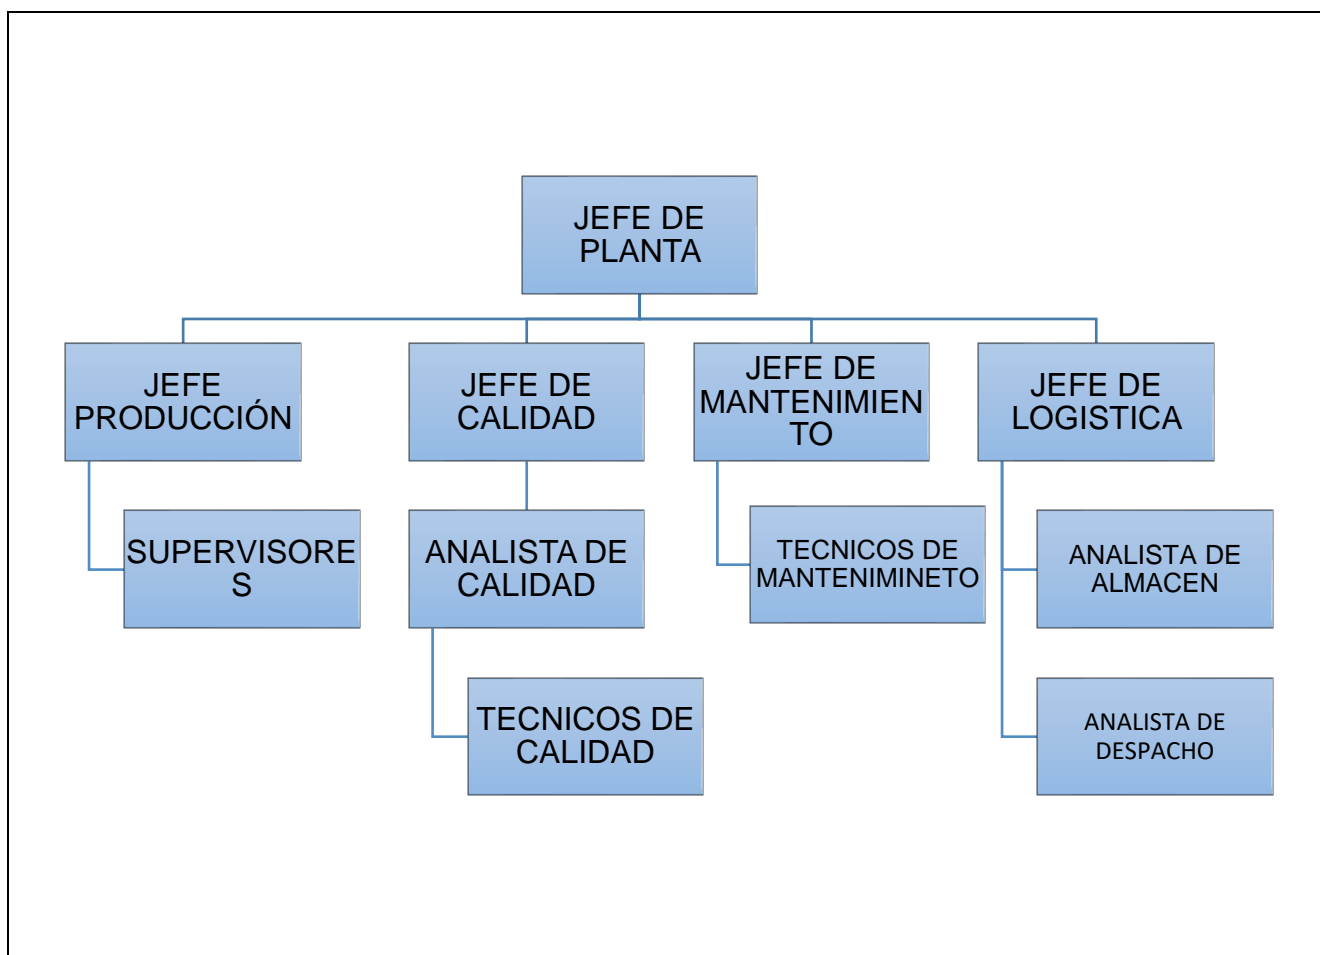 JEFE DE
PLANTA
JEFE
PRODUCCIÓN
JEFE DE
CALIDAD
JEFE DE
MANTENIMIEN
TO
JEFE DE
LOGISTICA
SUPERVISORE
S
ANALISTA DE
CALIDAD
TECNICOS DE
MANTENIMINETO
ANALISTA DE
ALMACEN
TECNICOS DE
CALIDAD
ANALISTA DE
DESPACHO